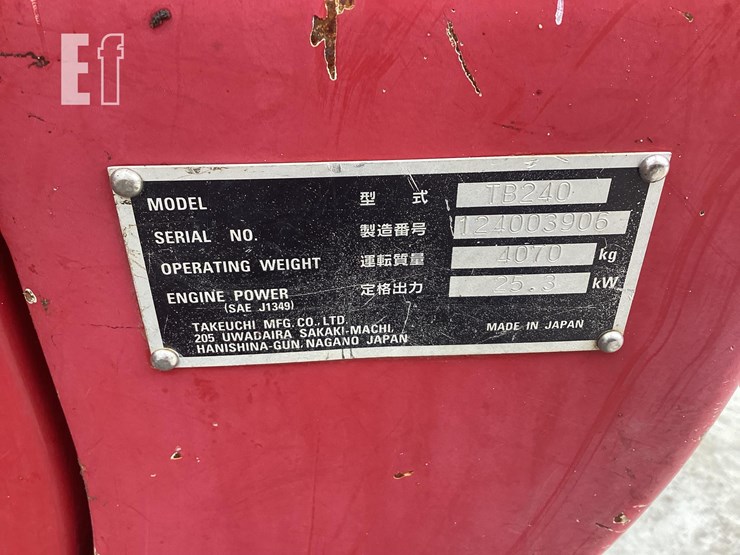 Ef
MODEL 型式 TB240
SERIAL NO. 製造番号 124003906
OPERATING WEIGHT 運転質量 4070 kg
ENGINE POWER 定格出力 25.3 kW
(SAE J1349)
TAKEUCHI MFG. CO., LTD.
205 UWADAIRA SAKAKI-MACHI, MADE IN JAPAN
HANISHINA-GUN, NAGANO JAPAN